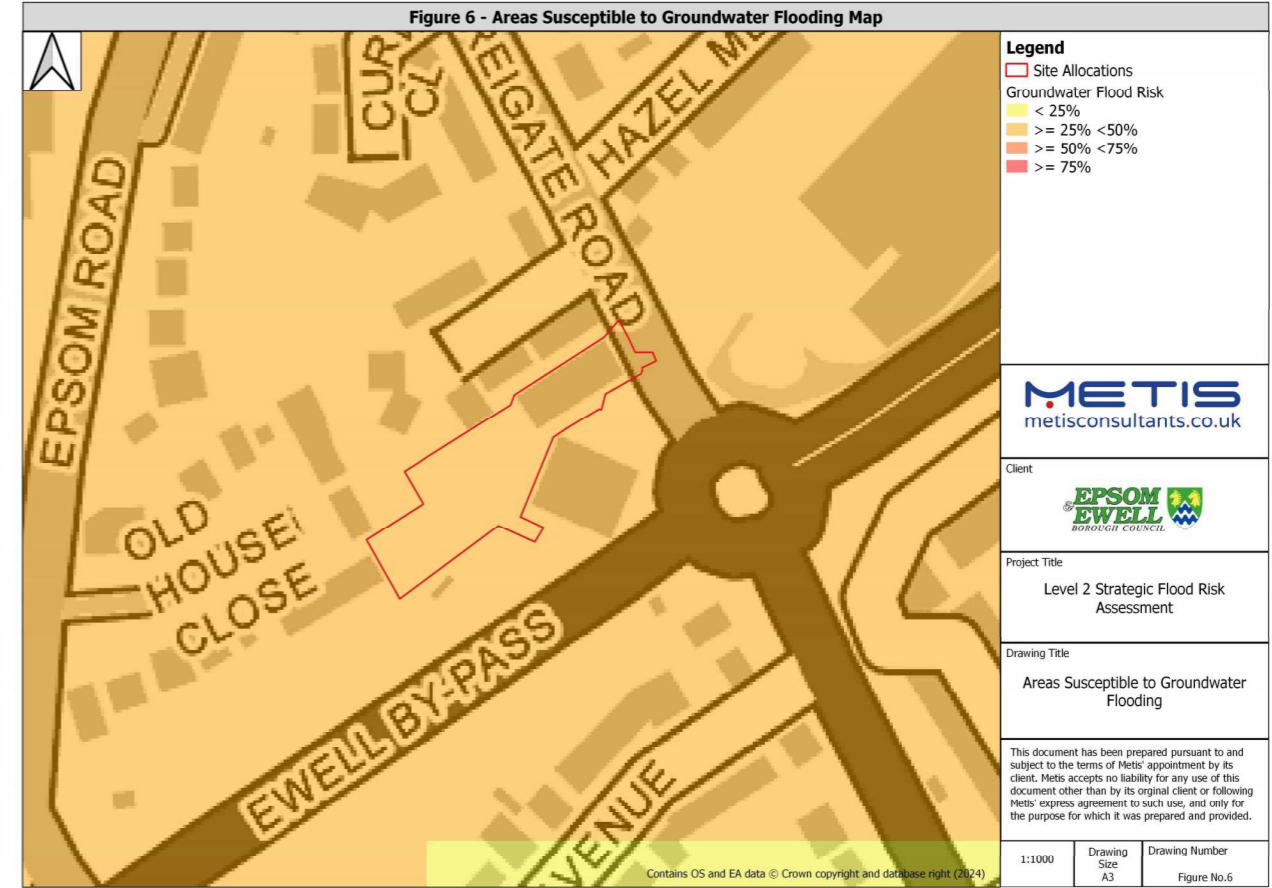 Figure 6 - Areas Susceptible to Groundwater Flooding Map
CL
REIGATE ROAD
HAZEL
EPSOM ROAD
OLD
HOUSE
CLOSE
EWELL BY-PASS
VENUE
Contains OS and EA data © Crown copyright and database right (2024)
Legend
Site Allocations
Groundwater Flood Risk
< 25%
>= 25% <50%
>= 50% <75%
>= 75%
METIS
metisconsultants.co.uk
Client
EPSOM
& EWELL
BOROUGH COUNCIL
Project Title
Level 2 Strategic Flood Risk
Assessment
Drawing Title
Areas Susceptible to Groundwater
Flooding
This document has been prepared pursuant to and
subject to the terms of Metis' appointment by its
client. Metis accepts no liability for any use of this
document other than by its orginal client or following
Metis' express agreement to such use, and only for
the purpose for which it was prepared and provided.
1:1000
Drawing
Size
A3
Drawing Number
Figure No.6